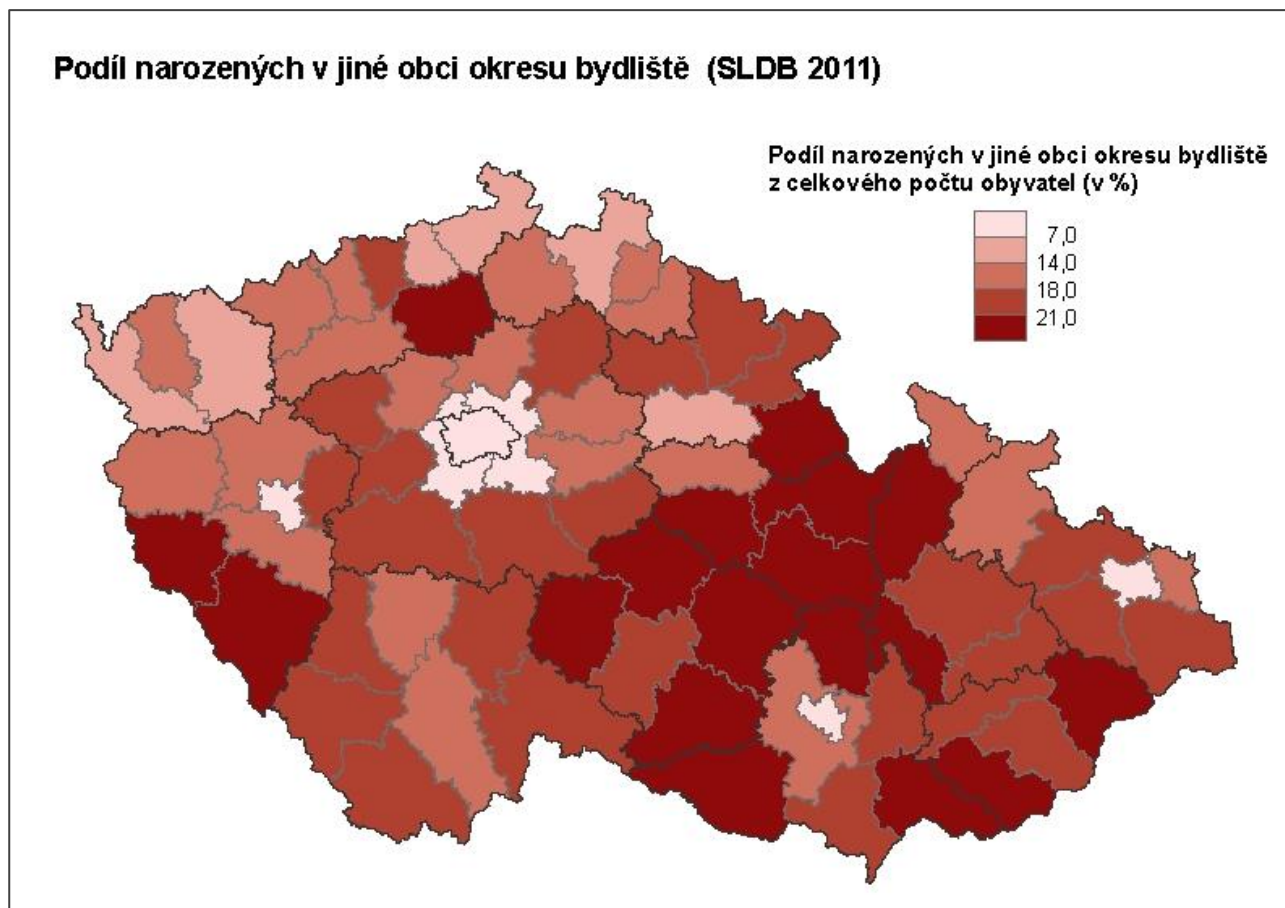 Podíl narozených v jiné obci okresu bydliště (SLDB 2011)
Podíl narozených v jiné obci okresu bydliště
z celkového počtu obyvatel (v %)
7,0
14,0
18,0
21,0